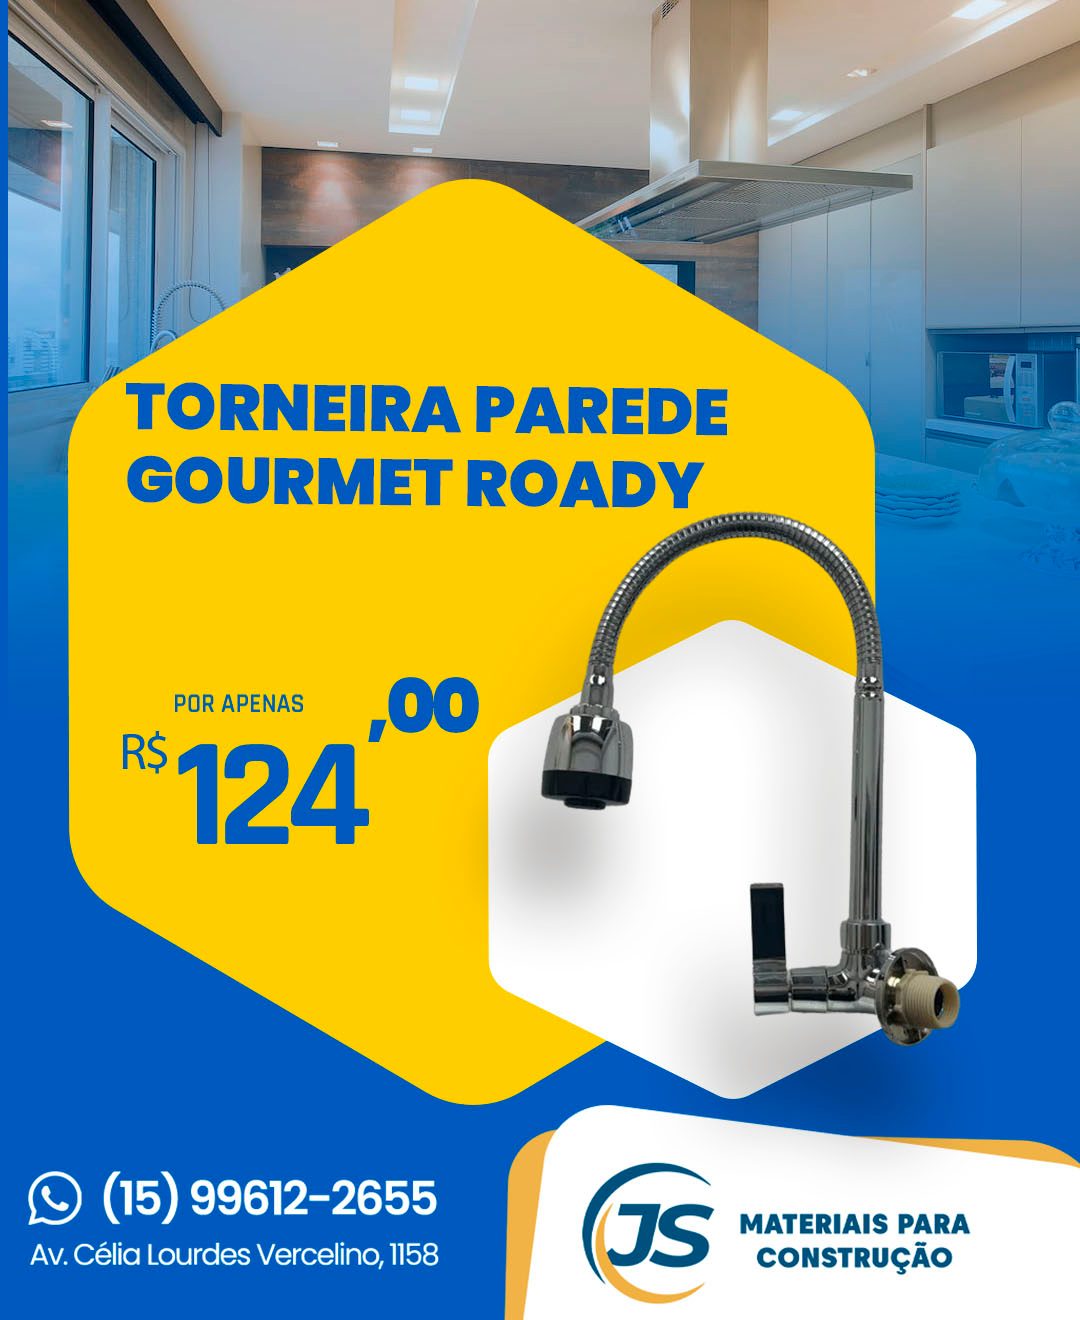 TORNEIRA PAREDE
GOURMET ROADY
POR APENAS
R$ 124,00
(15) 99612-2655
Av. Célia Lourdes Vercelino, 1158
JS
MATERIAIS PARA
CONSTRUÇÃO